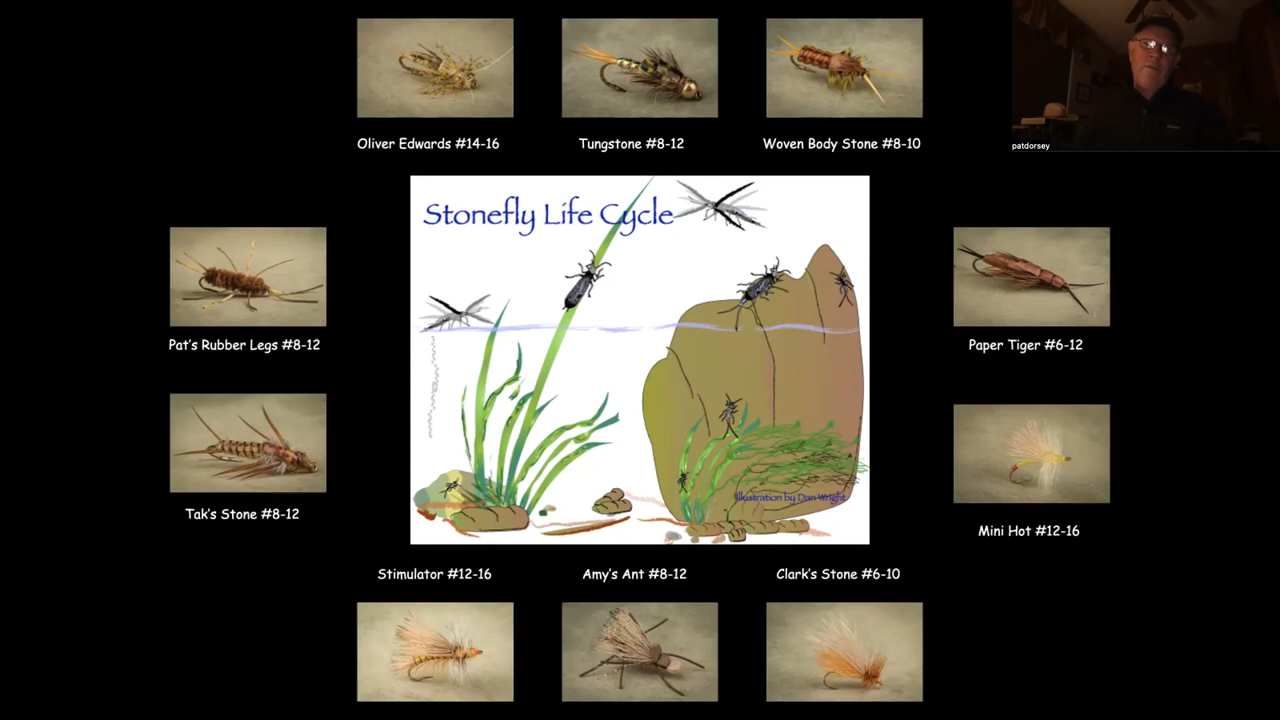 patdorsey
Oliver Edwards #14-16
Tungstone #8-12
Woven Body Stone #8-10
Stonefly Life Cycle
Pat's Rubber Legs #8-12
Paper Tiger #6-12
Tak's Stone #8-12
Illustration by Dan Wright
Mini Hot #12-16
Stimulator #12-16
Amy's Ant #8-12
Clark's Stone #6-10